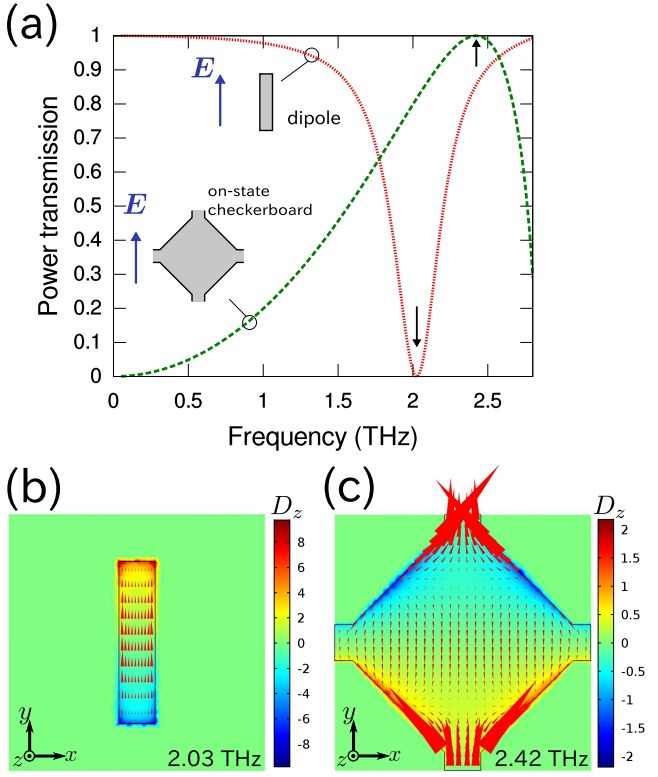 (a)
1
0.9
0.8
0.7
0.6
0.5
0.4
0.3
0.2
0.1
0
Power transmission
E
dipole
on-state
checkerboard
E
0 0.5 1 1.5 2 2.5
Frequency (THz)
(b)
D_z
8
6
4
2
0
-2
-4
-6
-8
y
z x
2.03 THz
(c)
D_z
2
1.5
1
0.5
0
-0.5
-1
-1.5
-2
y
z x
2.42 THz